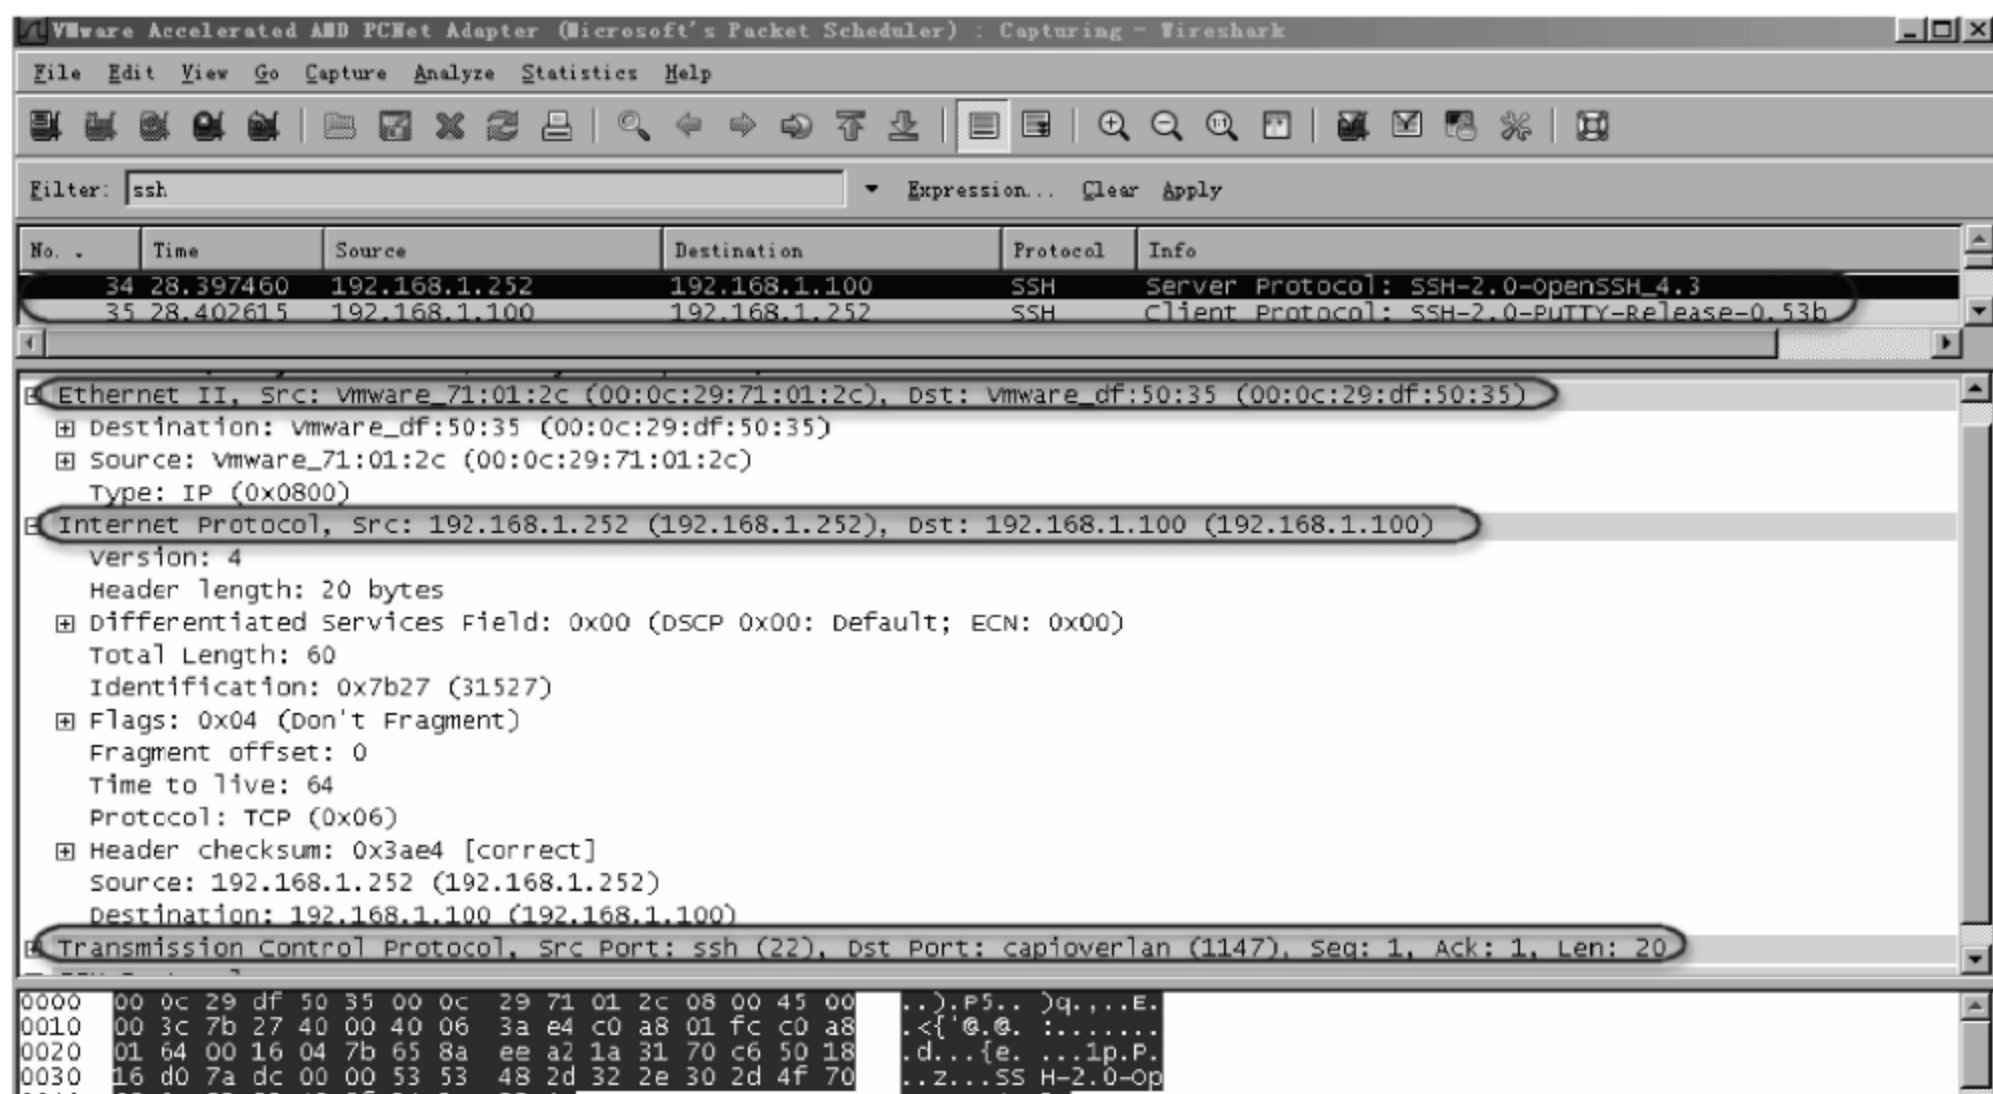 VMware Accelerated AMD PCNet Adapter (Microsoft's Packet Scheduler) : Capturing - Wireshark
File Edit View Go Capture Analyze Statistics Help
Filter: ssh Expression... Clear Apply
No. . Time Source Destination Protocol Info
34 28.397460 192.168.1.252 192.168.1.100 SSH Server Protocol: SSH-2.0-OpenSSH_4.3
35 28.402615 192.168.1.100 192.168.1.252 SSH Client Protocol: SSH-2.0-PuTTY-Release-0.53b
Ethernet II, Src: Vmware_71:01:2c (00:0c:29:71:01:2c), Dst: Vmware_df:50:35 (00:0c:29:df:50:35)
Destination: Vmware_df:50:35 (00:0c:29:df:50:35)
Source: Vmware_71:01:2c (00:0c:29:71:01:2c)
Type: IP (0x0800)
Internet Protocol, Src: 192.168.1.252 (192.168.1.252), Dst: 192.168.1.100 (192.168.1.100)
Version: 4
Header length: 20 bytes
Differentiated Services Field: 0x00 (DSCP 0x00: Default; ECN: 0x00)
Total Length: 60
Identification: 0x7b27 (31527)
Flags: 0x04 (Don't Fragment)
Fragment offset: 0
Time to live: 64
Protocol: TCP (0x06)
Header checksum: 0x3ae4 [correct]
Source: 192.168.1.252 (192.168.1.252)
Destination: 192.168.1.100 (192.168.1.100)
Transmission Control Protocol, Src Port: ssh (22), Dst Port: capioverlan (1147), Seq: 1, Ack: 1, Len: 20
0000 00 0c 29 df 50 35 00 0c 29 71 01 2c 08 00 45 00 ..).P5.. )q.,..E.
0010 00 3c 7b 27 40 00 40 06 3a e4 c0 a8 01 fc c0 a8 .<{'@.@. :.......
0020 01 64 00 16 04 7b 65 8a ee a2 1a 31 70 c6 50 18 .d...{e. ...1p.P.
0030 16 d0 7a dc 00 00 53 53 48 2d 32 2e 30 2d 4f 70 ..z...SS H-2.0-Op